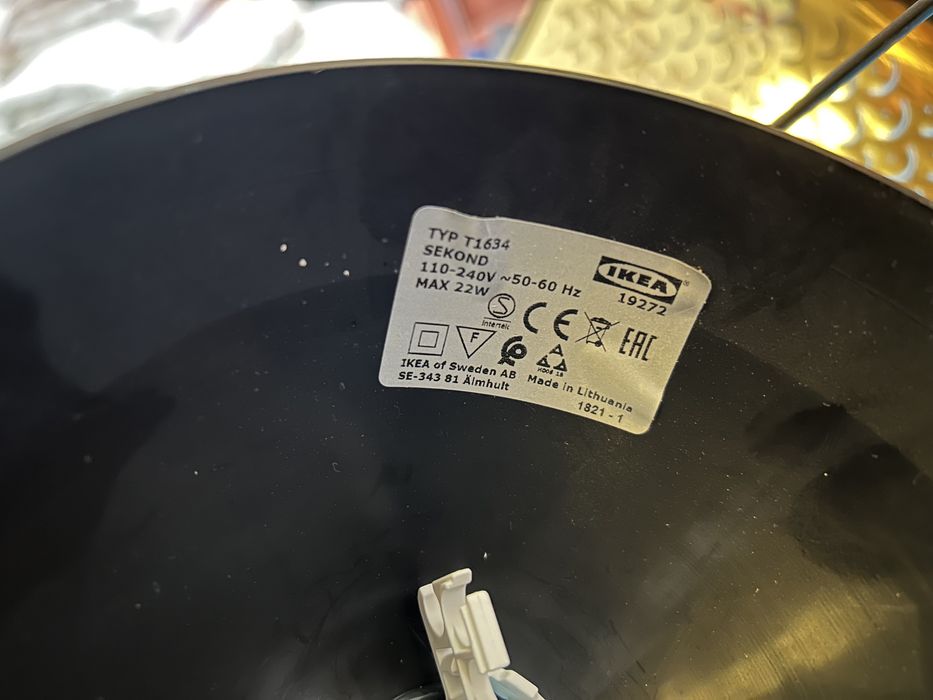 TYP T1634
SEKOND
110-240V ~50-60 Hz
MAX 22W
IKEA®
19272
S
Intertek
CE
EAC
F
IKEA of Sweden AB
SE-343 81 Älmhult
Made in Lithuania
1821 - 1